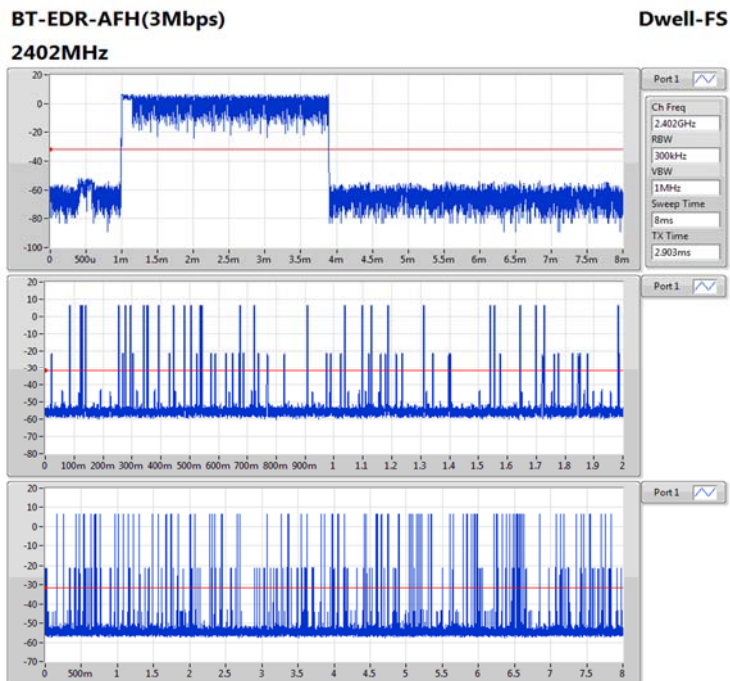 BT-EDR-AFH(3Mbps) Dwell-FS
2402MHz
Port 1
20
0
-20
-40
-60
-80
-100
0 500u 1m 1.5m 2m 2.5m 3m 3.5m 4m 4.5m 5m 5.5m 6m 6.5m 7m 7.5m 8m
Ch Freq
2.402GHz
RBW
300kHz
VBW
1MHz
Sweep Time
8ms
TX Time
2.903ms
Port 1
20
10
0
-10
-20
-30
-40
-50
-60
-70
-80
0 100m 200m 300m 400m 500m 600m 700m 800m 900m 1 1.1 1.2 1.3 1.4 1.5 1.6 1.7 1.8 1.9 2
Port 1
20
10
0
-10
-20
-30
-40
-50
-60
-70
0 500m 1 1.5 2 2.5 3 3.5 4 4.5 5 5.5 6 6.5 7 7.5 8